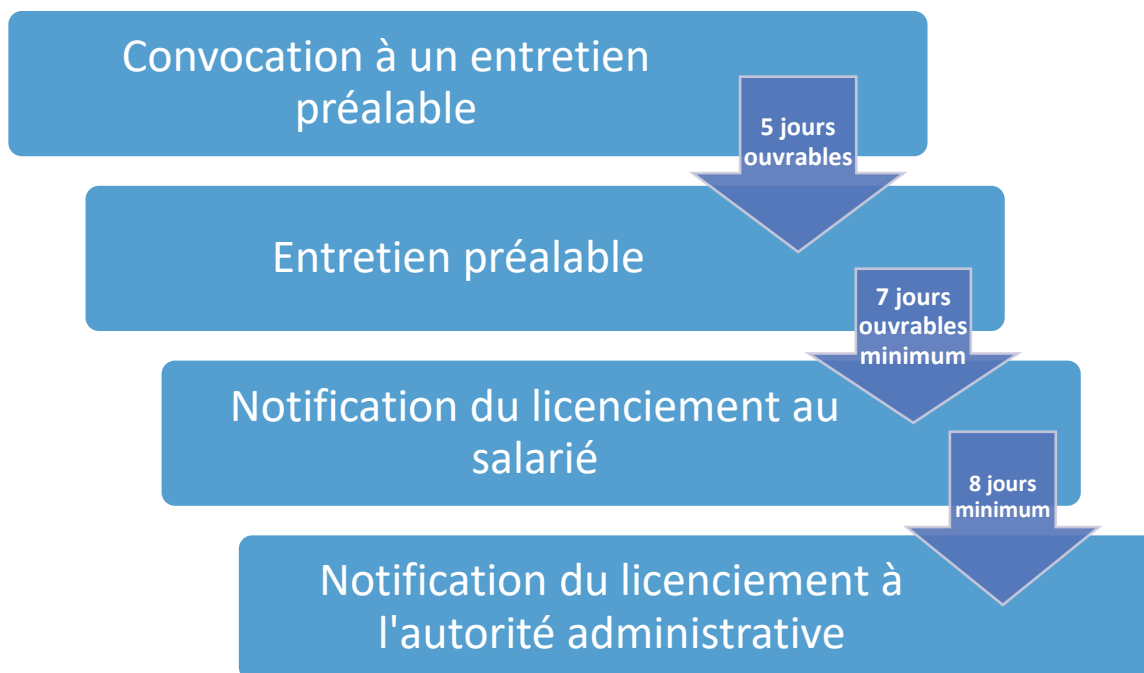 Convocation à un entretien
préalable
5 jours
ouvrables
Entretien préalable
7 jours
ouvrables
minimum
Notification du licenciement au
salarié
8 jours
minimum
Notification du licenciement à
l'autorité administrative